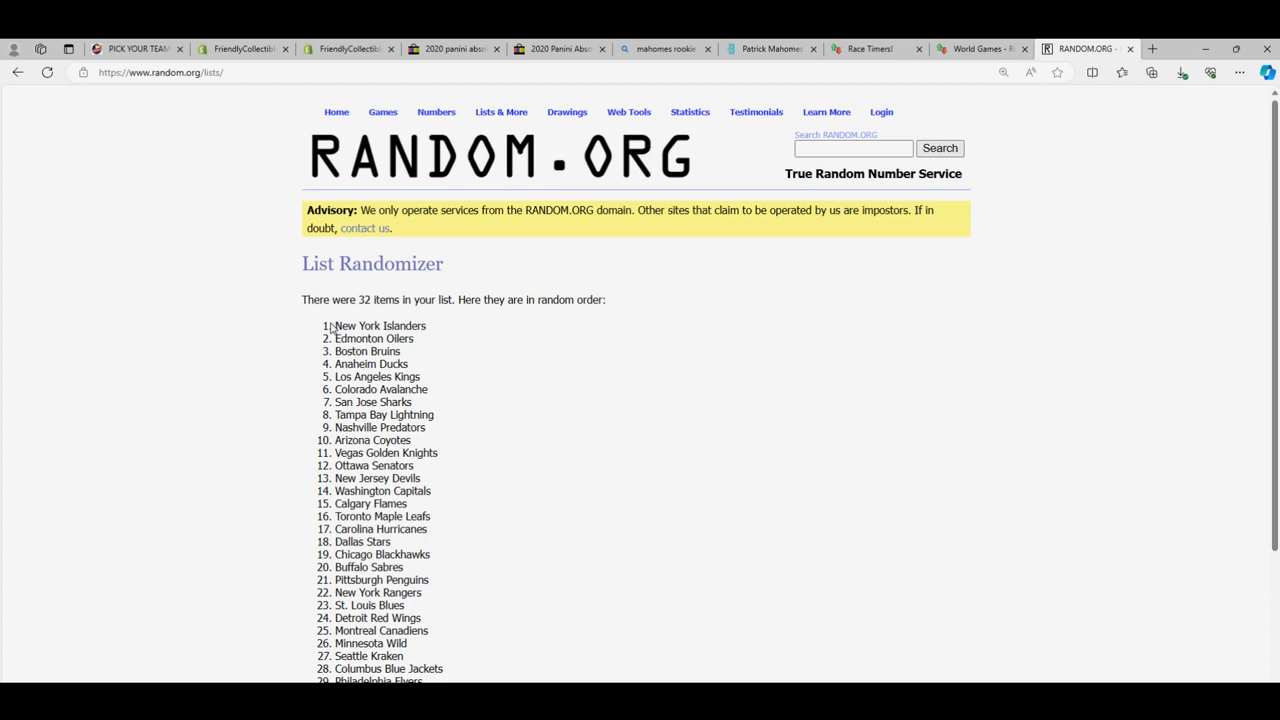 PICK YOUR TEAM
FriendlyCollectibl
FriendlyCollectibl
2020 panini absol
2020 Panini Abso
mahomes rookie
Patrick Mahomes
Race Timers!
World Games - R
RANDOM.ORG -
https://www.random.org/lists/
Home Games Numbers Lists & More Drawings Web Tools Statistics Testimonials Learn More Login
RANDOM.ORG
Search RANDOM.ORG
Search
True Random Number Service
Advisory: We only operate services from the RANDOM.ORG domain. Other sites that claim to be operated by us are impostors. If in
doubt, contact us.
List Randomizer
There were 32 items in your list. Here they are in random order:
1. New York Islanders
2. Edmonton Oilers
3. Boston Bruins
4. Anaheim Ducks
5. Los Angeles Kings
6. Colorado Avalanche
7. San Jose Sharks
8. Tampa Bay Lightning
9. Nashville Predators
10. Arizona Coyotes
11. Vegas Golden Knights
12. Ottawa Senators
13. New Jersey Devils
14. Washington Capitals
15. Calgary Flames
16. Toronto Maple Leafs
17. Carolina Hurricanes
18. Dallas Stars
19. Chicago Blackhawks
20. Buffalo Sabres
21. Pittsburgh Penguins
22. New York Rangers
23. St. Louis Blues
24. Detroit Red Wings
25. Montreal Canadiens
26. Minnesota Wild
27. Seattle Kraken
28. Columbus Blue Jackets
29. Philadelphia Flyers